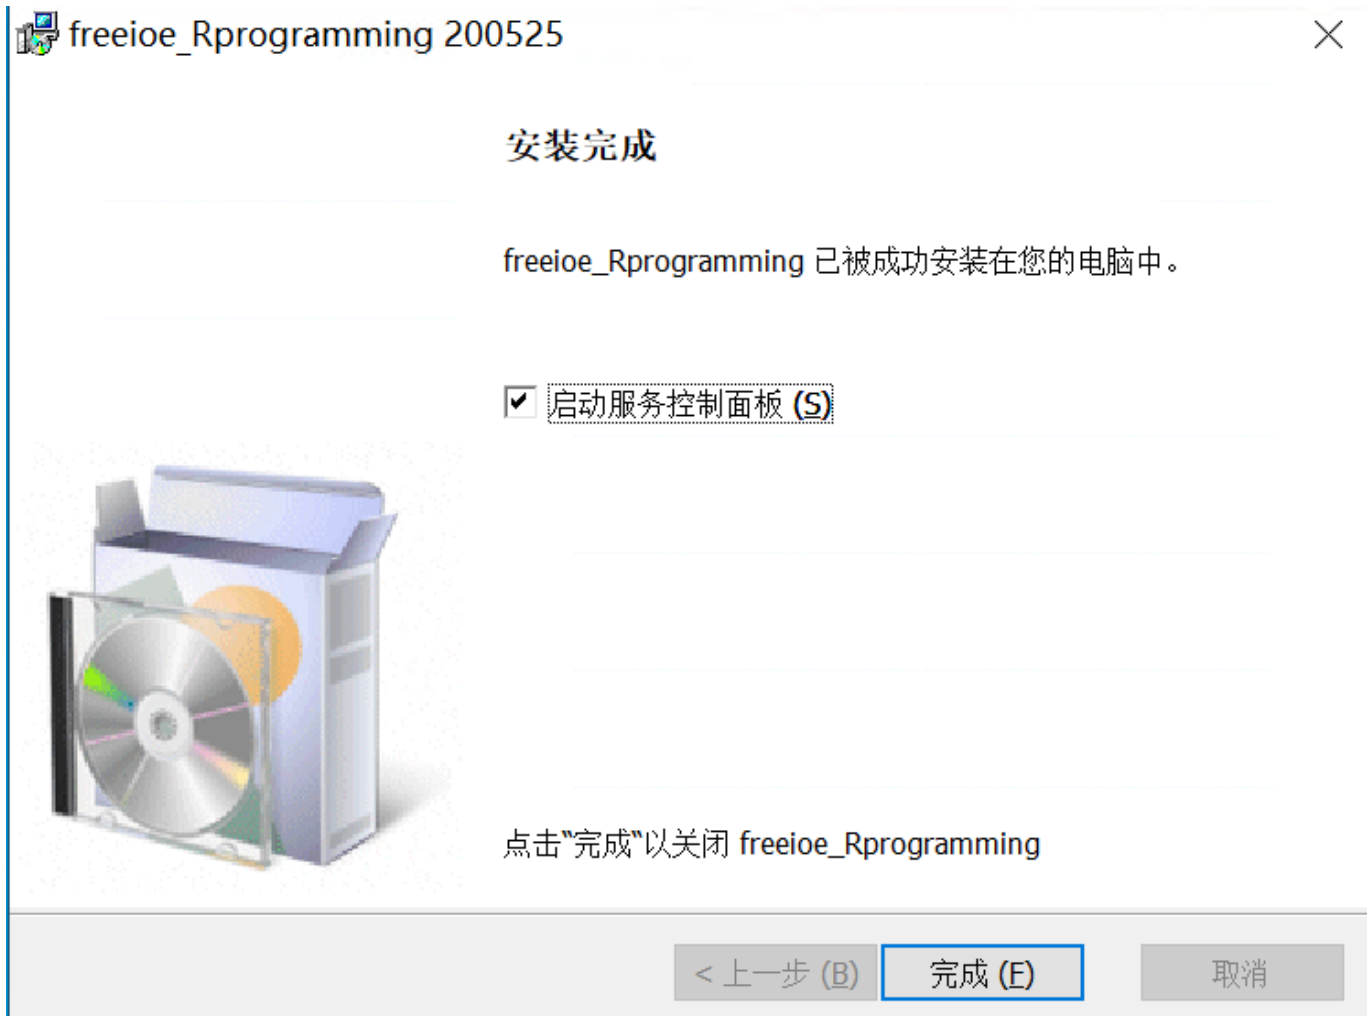 freeioe_Rprogramming 200525
安装完成
freeioe_Rprogramming 已被成功安装在您的电脑中。
启动服务控制面板 (S)
点击“完成“以关闭 freeioe_Rprogramming
< 上一步 (B) 完成 (F) 取消